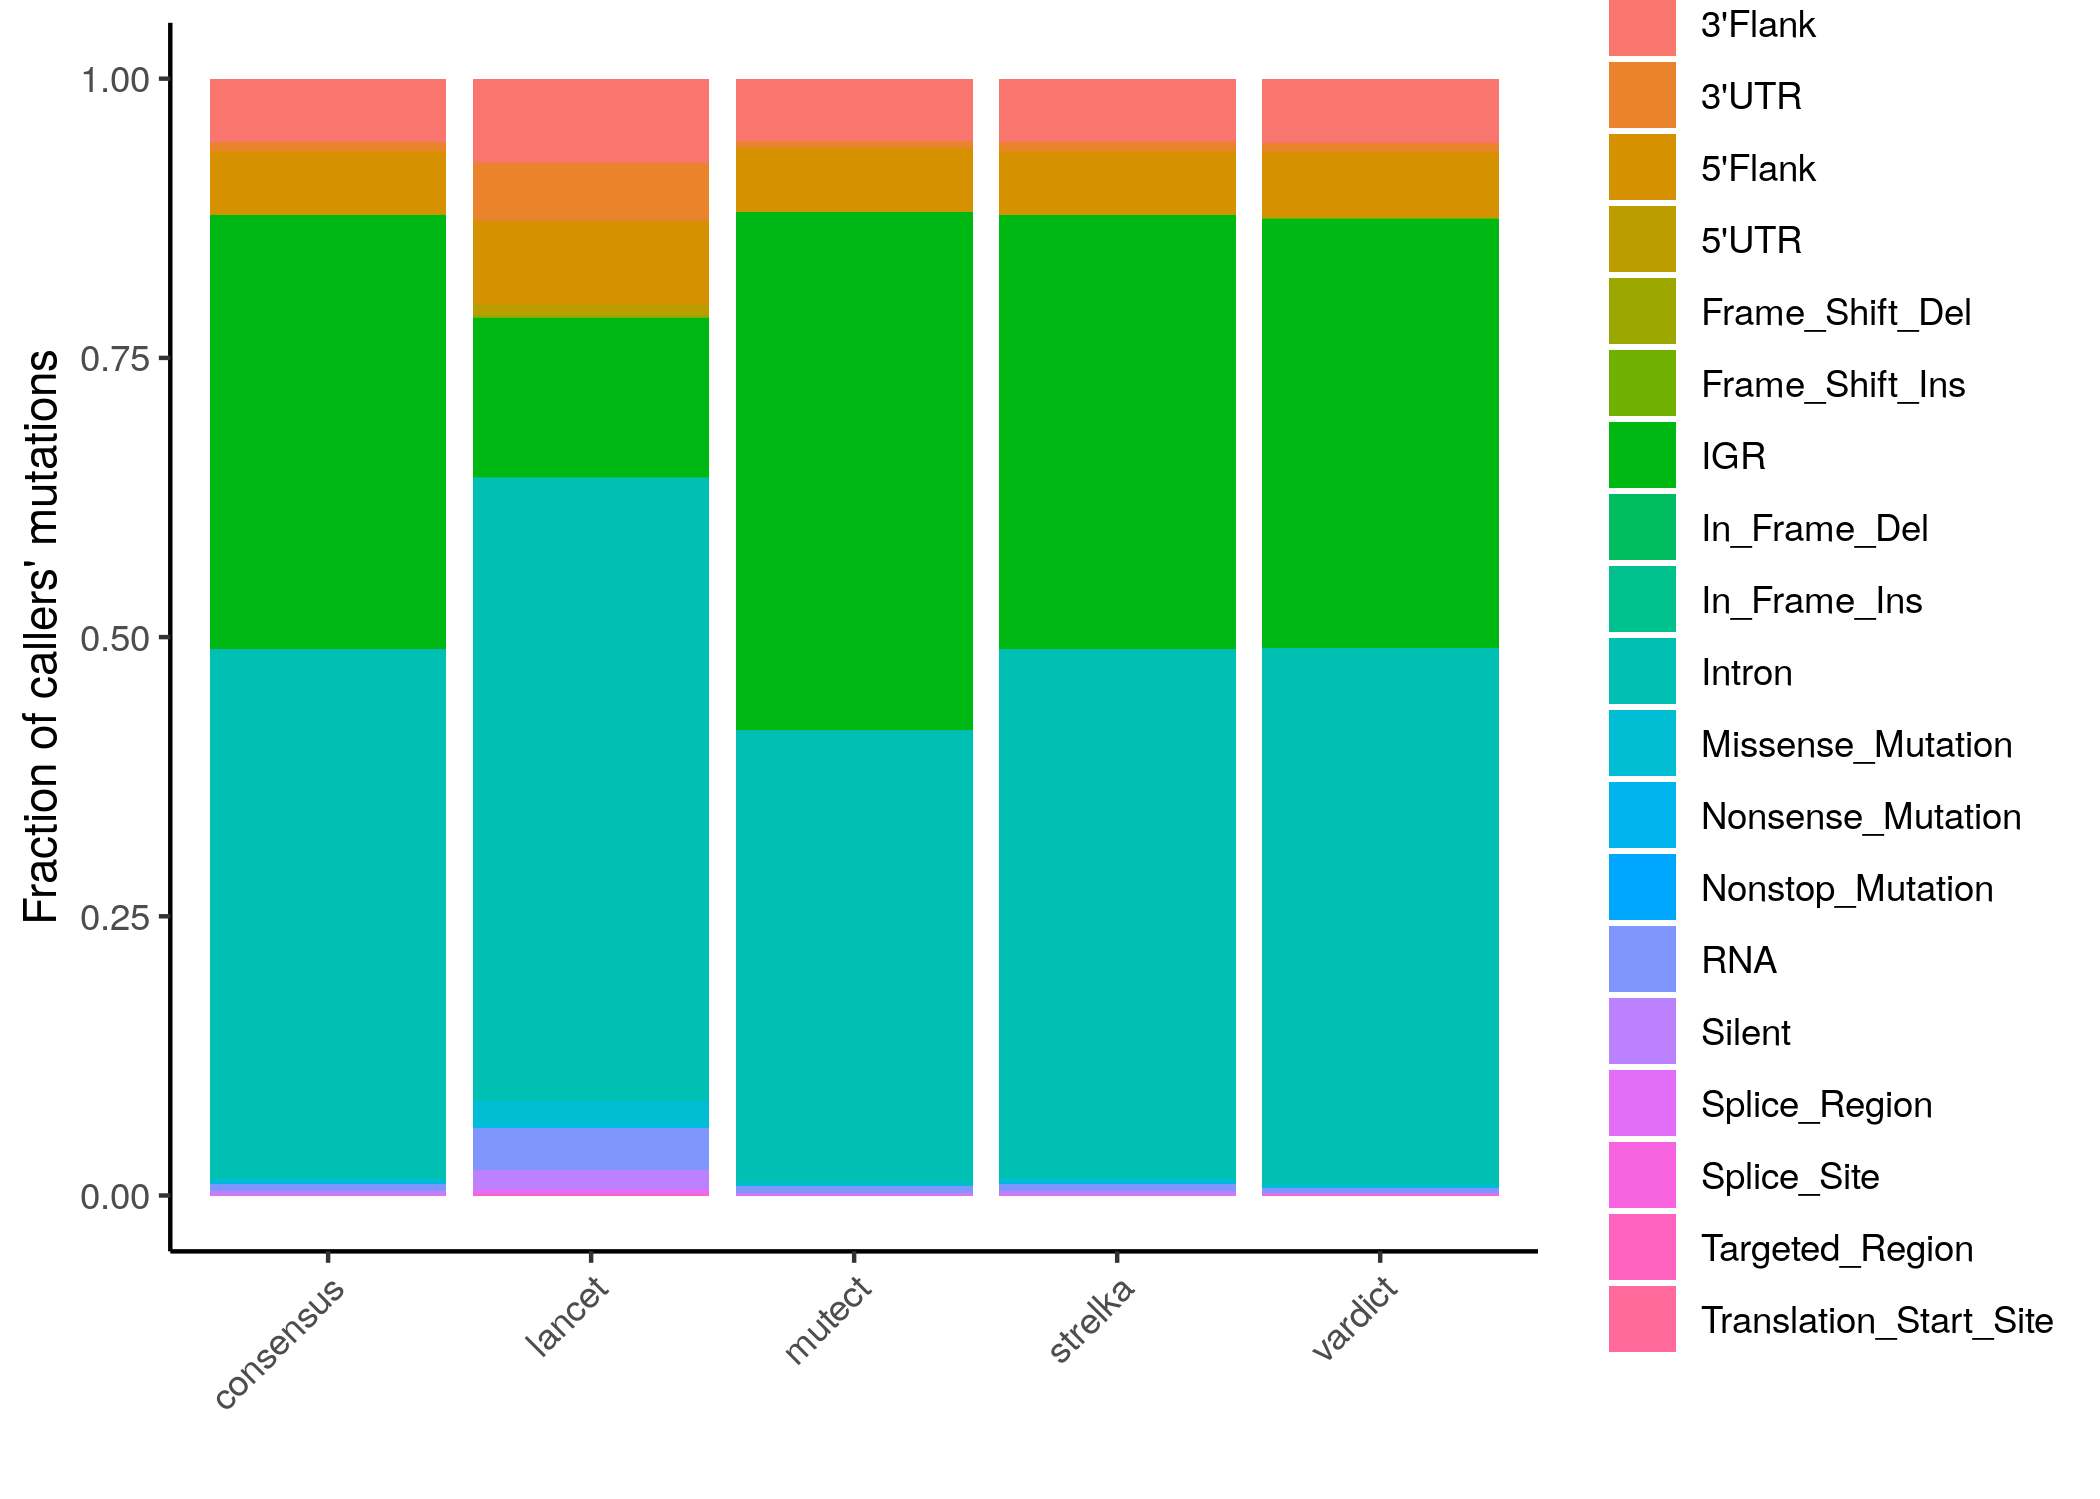 Fraction of callers' mutations
1.00
0.75
0.50
0.25
0.00
consensus
lancet
mutect
strelka
vardict
3'Flank
3'UTR
5'Flank
5'UTR
Frame_Shift_Del
Frame_Shift_Ins
IGR
In_Frame_Del
In_Frame_Ins
Intron
Missense_Mutation
Nonsense_Mutation
Nonstop_Mutation
RNA
Silent
Splice_Region
Splice_Site
Targeted_Region
Translation_Start_Site